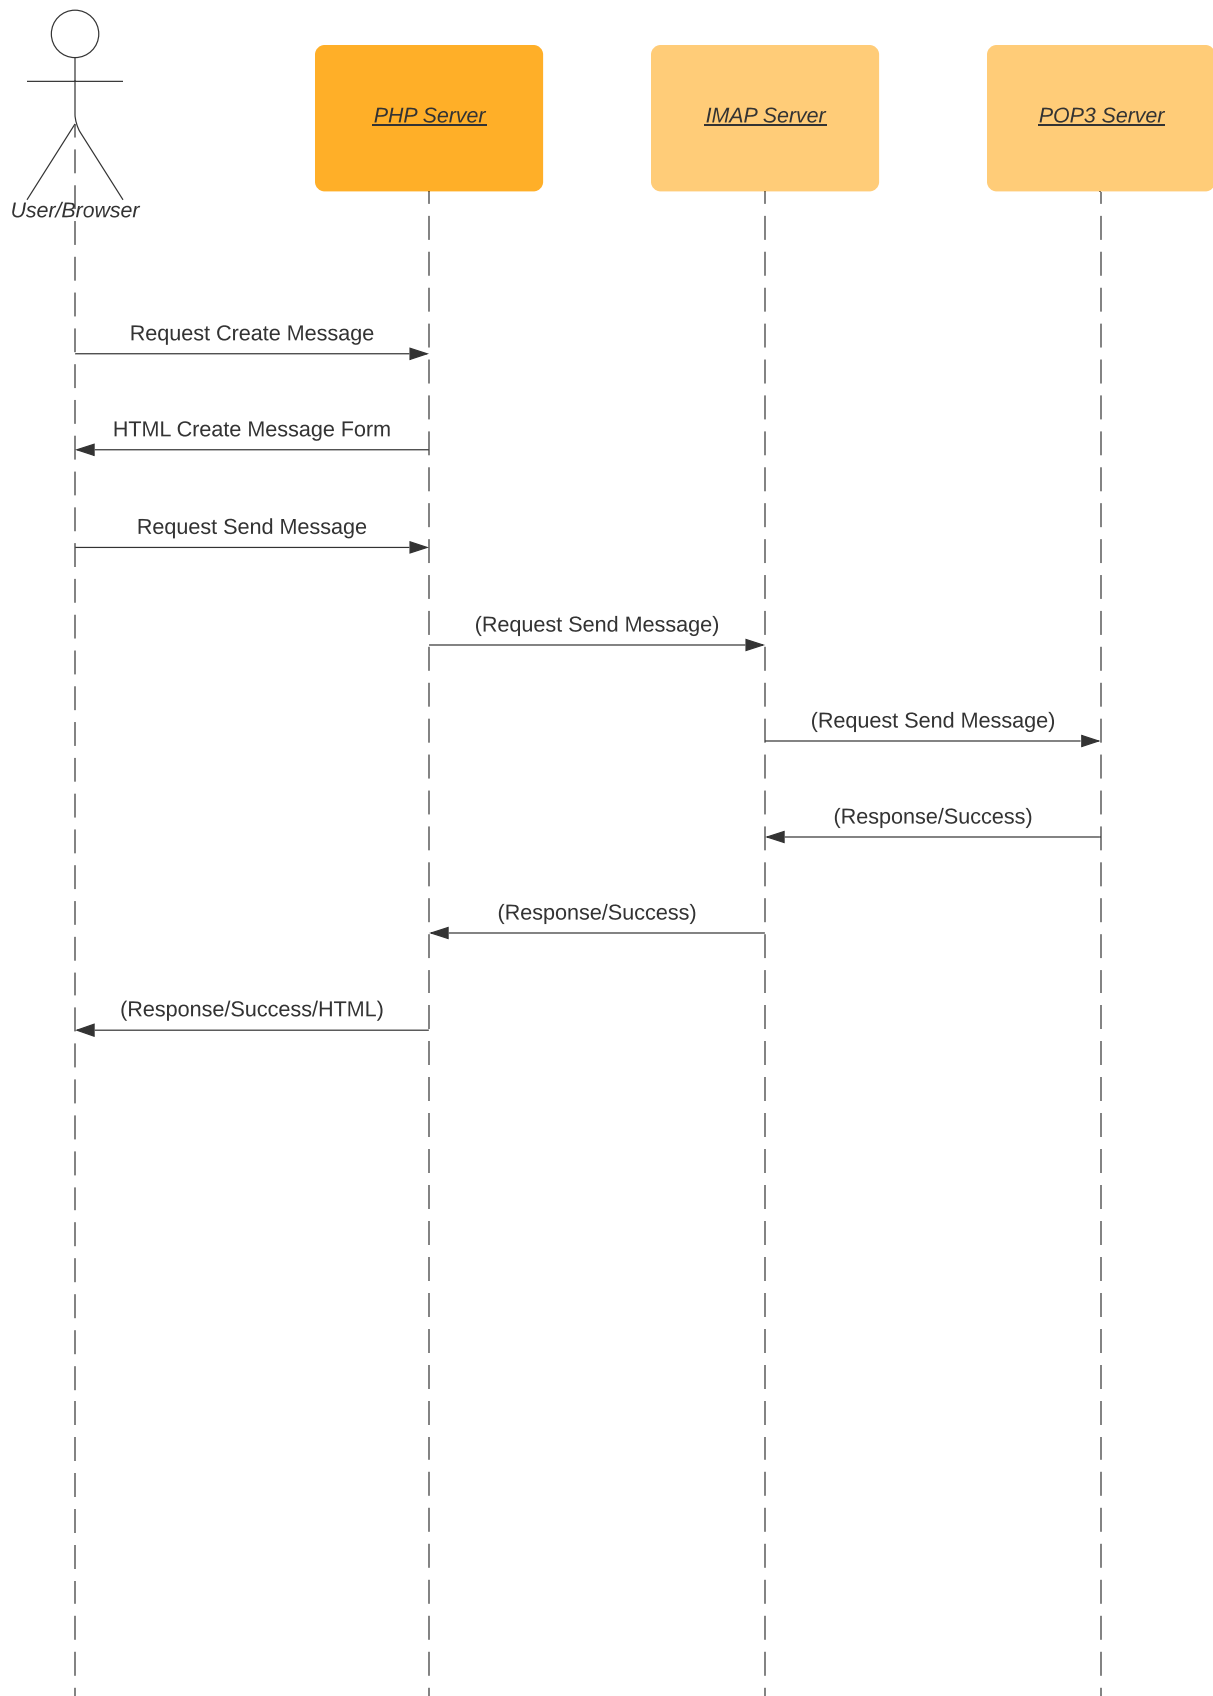 PHP Server
IMAP Server
POP3 Server
User/Browser
Request Create Message
HTML Create Message Form
Request Send Message
(Request Send Message)
(Request Send Message)
(Response/Success)
(Response/Success)
(Response/Success/HTML)